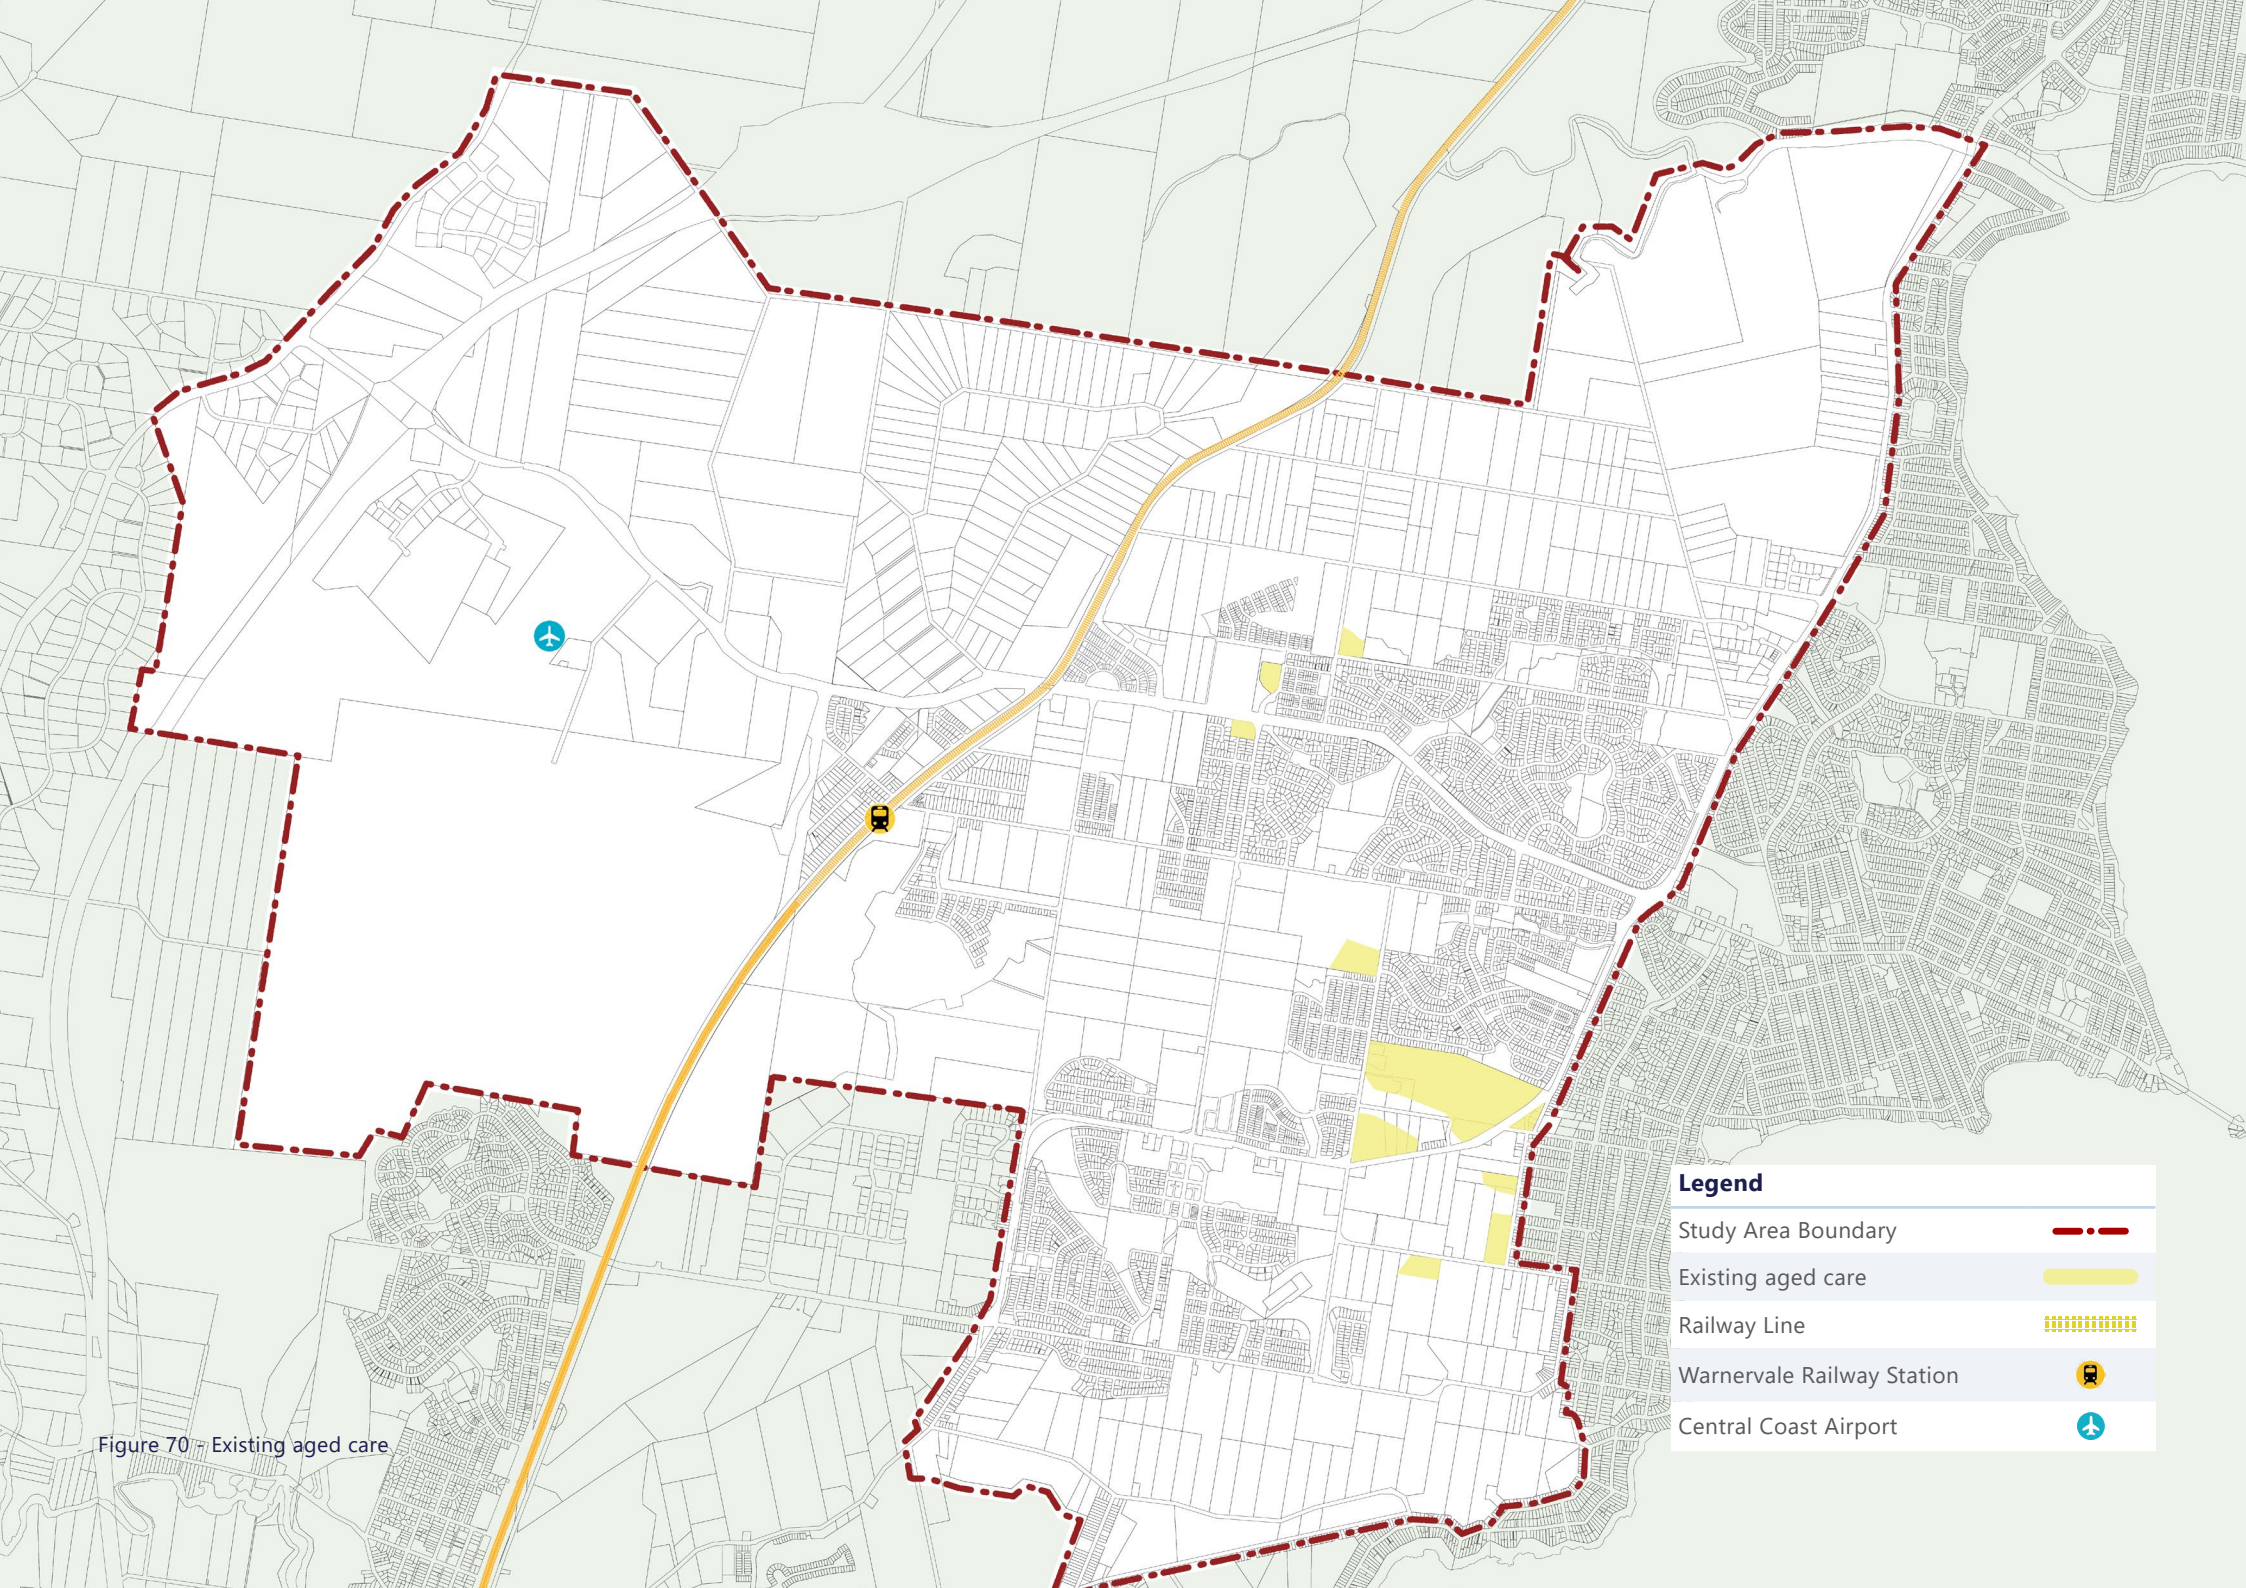 Legend
Study Area Boundary
Existing aged care
Railway Line
Warnervale Railway Station
Central Coast Airport
Figure 70 - Existing aged care